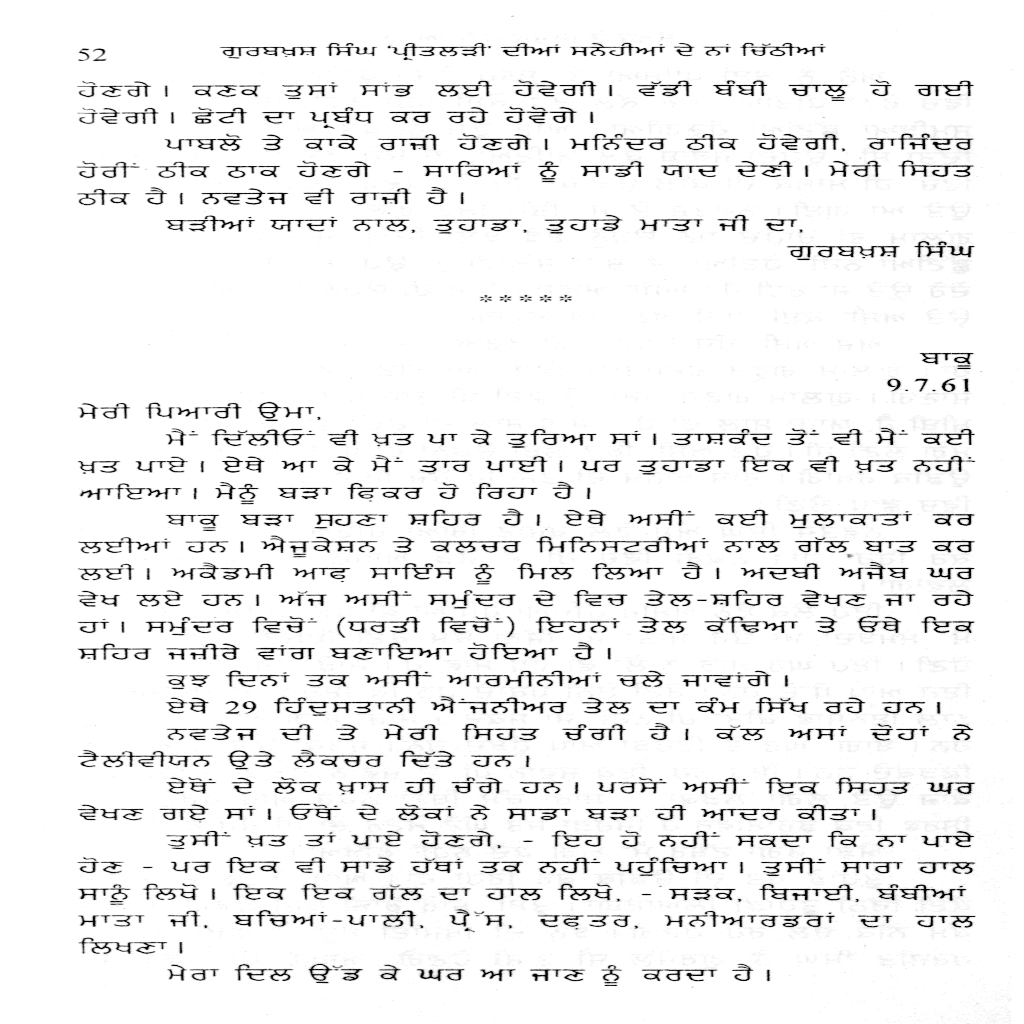 52 ਗੁਰਬਖ਼ਸ਼ ਸਿੰਘ 'ਪ੍ਰੀਤਲੜੀ' ਦੀਆਂ ਸਨੇਹੀਆਂ ਦੇ ਨਾਂ ਚਿੱਠੀਆਂ
ਹੋਣਗੇ। ਕਣਕ ਤੁਸਾਂ ਸਾਂਭ ਲਈ ਹੋਵੇਗੀ। ਵੱਡੀ ਬੰਬੀ ਚਾਲੂ ਹੋ ਗਈ
ਹੋਵੇਗੀ। ਛੋਟੀ ਦਾ ਪ੍ਰਬੰਧ ਕਰ ਰਹੇ ਹੋਵੋਗੇ।
ਪਾਬਲੋ ਤੇ ਕਾਕੇ ਰਾਜ਼ੀ ਹੋਣਗੇ। ਮਨਿੰਦਰ ਠੀਕ ਹੋਵੇਗੀ, ਰਾਜਿੰਦਰ
ਹੋਰੀਂ ਠੀਕ ਠਾਕ ਹੋਣਗੇ - ਸਾਰਿਆਂ ਨੂੰ ਸਾਡੀ ਯਾਦ ਦੇਣੀ। ਮੇਰੀ ਸਿਹਤ
ਠੀਕ ਹੈ। ਨਵਤੇਜ ਵੀ ਰਾਜ਼ੀ ਹੈ।
ਬੜੀਆਂ ਯਾਦਾਂ ਨਾਲ, ਤੁਹਾਡਾ, ਤੁਹਾਡੇ ਮਾਤਾ ਜੀ ਦਾ,
ਗੁਰਬਖ਼ਸ਼ ਸਿੰਘ
*****
ਬਾਕੂ
9.7.61
ਮੇਰੀ ਪਿਆਰੀ ਉਮਾ,
ਮੈਂ ਦਿੱਲੀਓਂ ਵੀ ਖ਼ਤ ਪਾ ਕੇ ਤੁਰਿਆ ਸਾਂ। ਤਾਸ਼ਕੰਦ ਤੋਂ ਵੀ ਮੈਂ ਕਈ
ਖ਼ਤ ਪਾਏ। ਏਥੇ ਆ ਕੇ ਮੈਂ ਤਾਰ ਪਾਈ। ਪਰ ਤੁਹਾਡਾ ਇਕ ਵੀ ਖ਼ਤ ਨਹੀਂ
ਆਇਆ। ਮੈਨੂੰ ਬੜਾ ਫ਼ਿਕਰ ਹੋ ਰਿਹਾ ਹੈ।
ਬਾਕੂ ਬੜਾ ਸੁਹਣਾ ਸ਼ਹਿਰ ਹੈ। ਏਥੇ ਅਸੀਂ ਕਈ ਮੁਲਾਕਾਤਾਂ ਕਰ
ਲਈਆਂ ਹਨ। ਐਜੂਕੇਸ਼ਨ ਤੇ ਕਲਚਰ ਮਿਨਿਸਟਰੀਆਂ ਨਾਲ ਗੱਲ ਬਾਤ ਕਰ
ਲਈ। ਅਕੈਡਮੀ ਆਫ਼ ਸਾਇੰਸ ਨੂੰ ਮਿਲ ਲਿਆ ਹੈ। ਅਦਬੀ ਅਜੈਬ ਘਰ
ਵੇਖ ਲਏ ਹਨ। ਅੱਜ ਅਸੀਂ ਸਮੁੰਦਰ ਦੇ ਵਿਚ ਤੇਲ-ਸ਼ਹਿਰ ਵੇਖਣ ਜਾ ਰਹੇ
ਹਾਂ। ਸਮੁੰਦਰ ਵਿਚੋਂ (ਧਰਤੀ ਵਿਚੋਂ) ਇਹਨਾਂ ਤੇਲ ਕੱਢਿਆ ਤੇ ਓਥੇ ਇਕ
ਸ਼ਹਿਰ ਜਜ਼ੀਰੇ ਵਾਂਗ ਬਣਾਇਆ ਹੋਇਆ ਹੈ।
ਕੁਝ ਦਿਨਾਂ ਤਕ ਅਸੀਂ ਆਰਮੀਨੀਆਂ ਚਲੇ ਜਾਵਾਂਗੇ।
ਏਥੇ 29 ਹਿੰਦੁਸਤਾਨੀ ਐਂਜਨੀਅਰ ਤੇਲ ਦਾ ਕੰਮ ਸਿੱਖ ਰਹੇ ਹਨ।
ਨਵਤੇਜ ਦੀ ਤੇ ਮੇਰੀ ਸਿਹਤ ਚੰਗੀ ਹੈ। ਕੱਲ ਅਸਾਂ ਦੋਹਾਂ ਨੇ
ਟੈਲੀਵੀਯਨ ਉਤੇ ਲੈਕਚਰ ਦਿੱਤੇ ਹਨ।
ਏਥੋਂ ਦੇ ਲੋਕ ਖ਼ਾਸ ਹੀ ਚੰਗੇ ਹਨ। ਪਰਸੋਂ ਅਸੀਂ ਇਕ ਸਿਹਤ ਘਰ
ਵੇਖਣ ਗਏ ਸਾਂ। ਓਥੋਂ ਦੇ ਲੋਕਾਂ ਨੇ ਸਾਡਾ ਬੜਾ ਹੀ ਆਦਰ ਕੀਤਾ।
ਤੁਸੀਂ ਖ਼ਤ ਤਾਂ ਪਾਏ ਹੋਣਗੇ, - ਇਹ ਹੋ ਨਹੀਂ ਸਕਦਾ ਕਿ ਨਾ ਪਾਏ
ਹੋਣ - ਪਰ ਇਕ ਵੀ ਸਾਡੇ ਹੱਥਾਂ ਤਕ ਨਹੀਂ ਪਹੁੰਚਿਆ। ਤੁਸੀਂ ਸਾਰਾ ਹਾਲ
ਸਾਨੂੰ ਲਿਖੋ। ਇਕ ਇਕ ਗੱਲ ਦਾ ਹਾਲ ਲਿਖੋ, - ਸੜਕ, ਬਿਜਾਈ ਬੰਬੀਆਂ
ਮਾਤਾ ਜੀ, ਬਚਿਆਂ-ਪਾਲੀ, ਪ੍ਰੈੱਸ, ਦਫ਼ਤਰ, ਮਨੀਆਰਡਰਾਂ ਦਾ ਹਾਲ
ਲਿਖਣਾ।
ਮੇਰਾ ਦਿਲ ਉੱਡ ਕੇ ਘਰ ਆ ਜਾਣ ਨੂੰ ਕਰਦਾ ਹੈ।